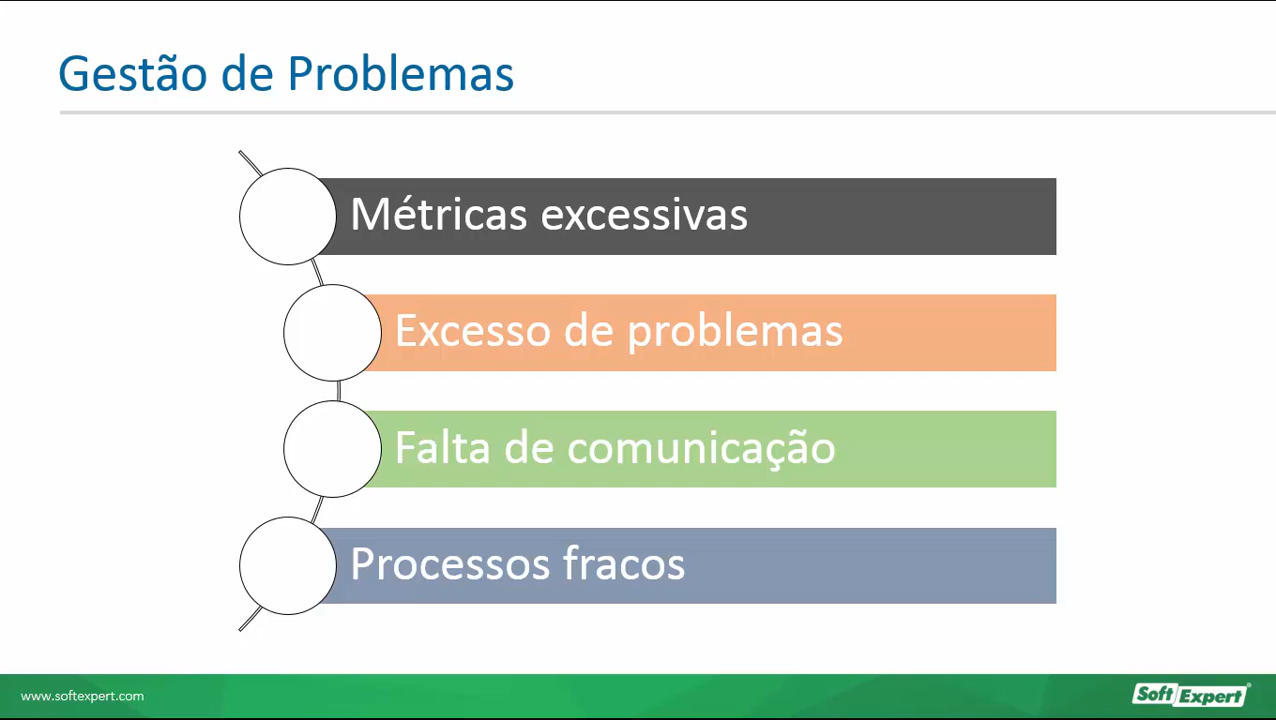 Gestão de Problemas
Métricas excessivas
Excesso de problemas
Falta de comunicação
Processos fracos
www.softexpert.com
Soft Expert®